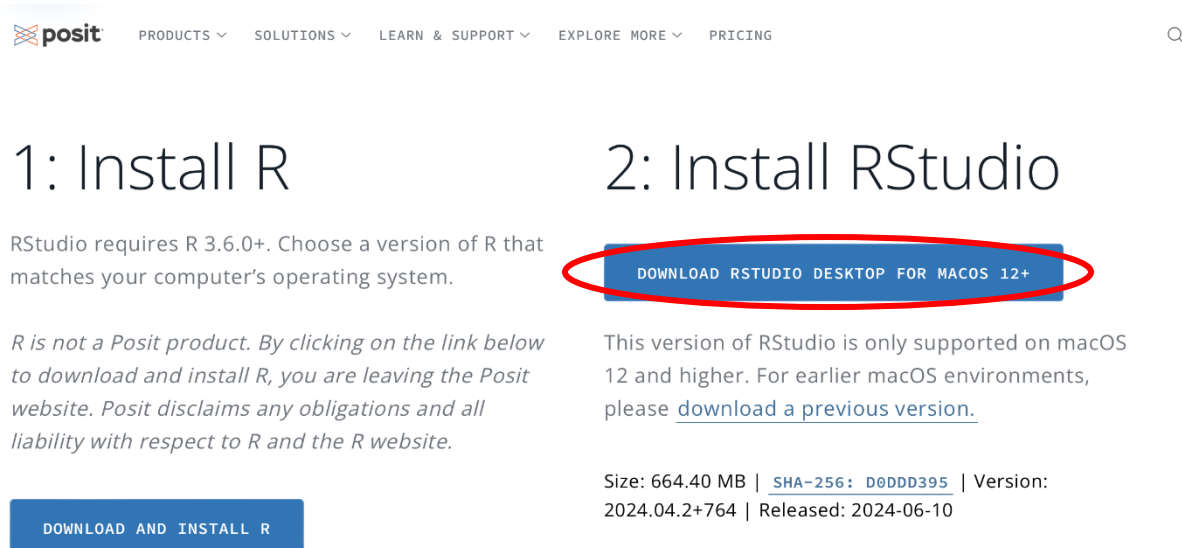 posit PRODUCTS SOLUTIONS LEARN & SUPPORT EXPLORE MORE PRICING
1: Install R
RStudio requires R 3.6.0+. Choose a version of R that
matches your computer’s operating system.
R is not a Posit product. By clicking on the link below
to download and install R, you are leaving the Posit
website. Posit disclaims any obligations and all
liability with respect to R and the R website.
DOWNLOAD AND INSTALL R
2: Install RStudio
DOWNLOAD RSTUDIO DESKTOP FOR MACOS 12+
This version of RStudio is only supported on macOS
12 and higher. For earlier macOS environments,
please download a previous version.
Size: 664.40 MB | SHA-256: D0DDD395 | Version:
2024.04.2+764 | Released: 2024-06-10